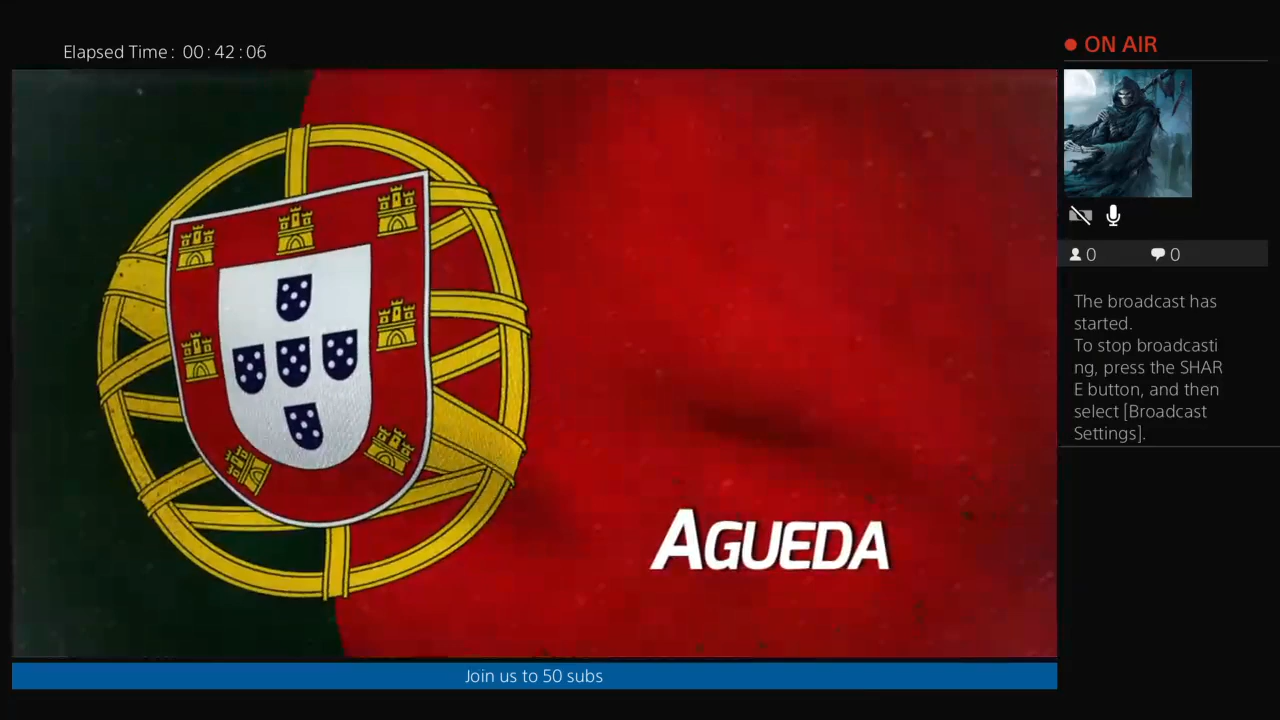 Elapsed Time: 00:42:06
ON AIR
0 0
The broadcast has
started.
To stop broadcasti
ng, press the SHAR
E button, and then
select [Broadcast
Settings].
AGUEDA
Join us to 50 subs